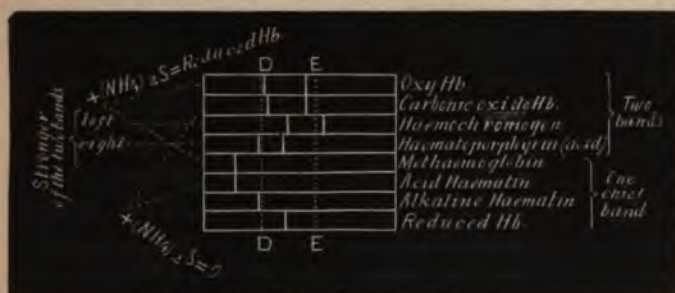 +(NH₄)₂S=Reduced Hb
D E
Oxy Hb
Carbonic oxide Hb.
Haemochromogen
Haematoporphyrin (acid)
Methaemoglobin
Acid Haematin
Alkaline Haematin
Reduced Hb.
Two bands
One chief band
Stronger
of the two bands
left
right
+(NH₄)₂S=
D E